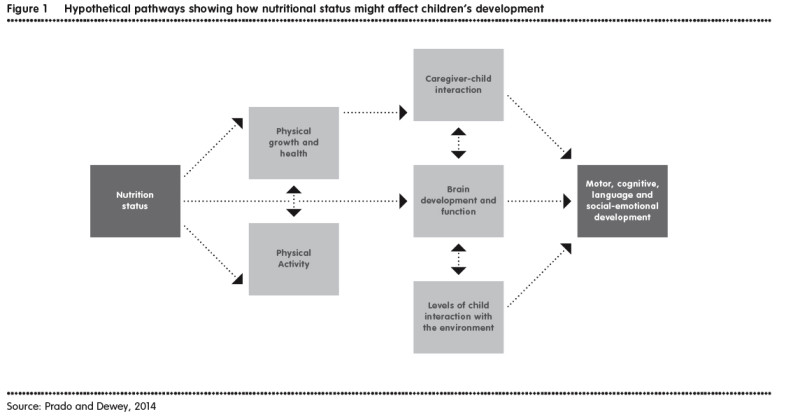 Figure 1 Hypothetical pathways showing how nutritional status might affect children's development
Caregiver-child
interaction
Physical
growth and
health
Nutrition
status
Brain
development and
function
Motor, cognitive,
language and
social-emotional
development
Physical
Activity
Levels of child
interaction with
the environment
Source: Prado and Dewey, 2014